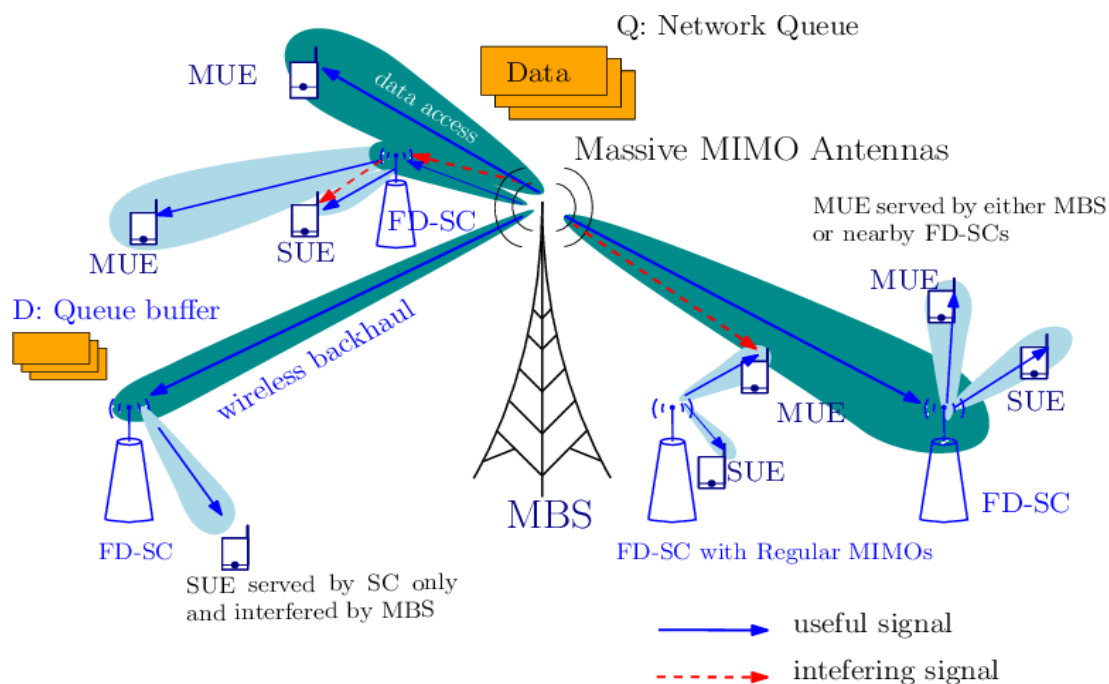 Q: Network Queue
MUE
Data
data access
Massive MIMO Antennas
FD-SC
MUE served by either MBS
or nearby FD-SCs
SUE
MUE
MUE
D: Queue buffer
wireless backhaul
SUE
MUE
SUE
MBS
FD-SC
FD-SC
FD-SC with Regular MIMOs
SUE served by SC only
and interfered by MBS
useful signal
intefering signal